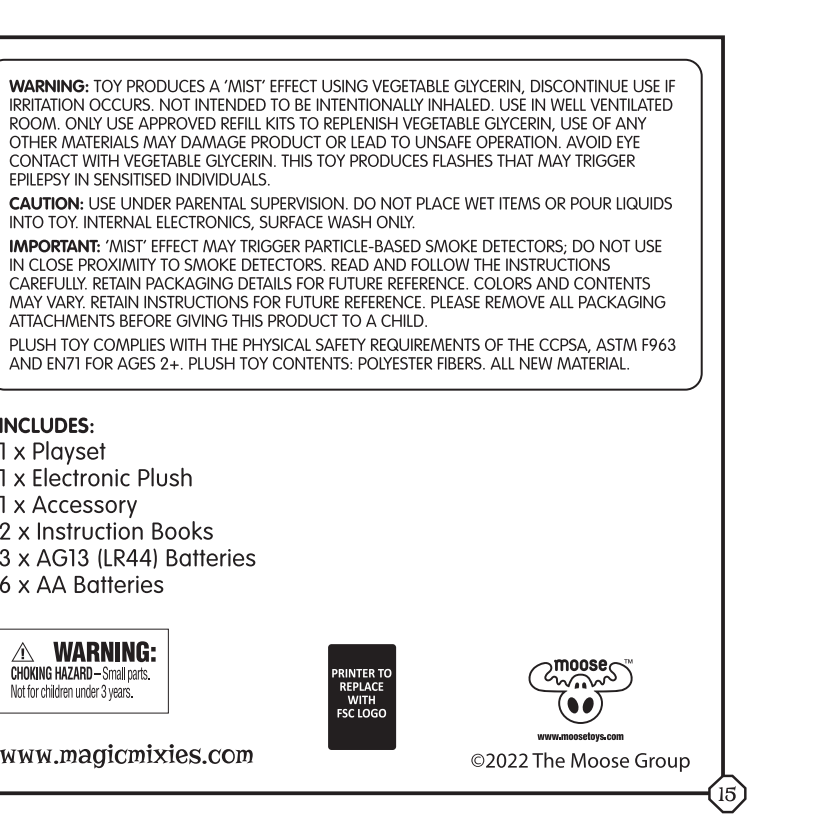 WARNING: TOY PRODUCES A ‘MIST’ EFFECT USING VEGETABLE GLYCERIN, DISCONTINUE USE IF
IRRITATION OCCURS. NOT INTENDED TO BE INTENTIONALLY INHALED. USE IN WELL VENTILATED
ROOM. ONLY USE APPROVED REFILL KITS TO REPLENISH VEGETABLE GLYCERIN, USE OF ANY
OTHER MATERIALS MAY DAMAGE PRODUCT OR LEAD TO UNSAFE OPERATION. AVOID EYE
CONTACT WITH VEGETABLE GLYCERIN. THIS TOY PRODUCES FLASHES THAT MAY TRIGGER
EPILEPSY IN SENSITISED INDIVIDUALS.
CAUTION: USE UNDER PARENTAL SUPERVISION. DO NOT PLACE WET ITEMS OR POUR LIQUIDS
INTO TOY. INTERNAL ELECTRONICS, SURFACE WASH ONLY.
IMPORTANT: ‘MIST’ EFFECT MAY TRIGGER PARTICLE-BASED SMOKE DETECTORS; DO NOT USE
IN CLOSE PROXIMITY TO SMOKE DETECTORS. READ AND FOLLOW THE INSTRUCTIONS
CAREFULLY. RETAIN PACKAGING DETAILS FOR FUTURE REFERENCE. COLORS AND CONTENTS
MAY VARY. RETAIN INSTRUCTIONS FOR FUTURE REFERENCE. PLEASE REMOVE ALL PACKAGING
ATTACHMENTS BEFORE GIVING THIS PRODUCT TO A CHILD.
PLUSH TOY COMPLIES WITH THE PHYSICAL SAFETY REQUIREMENTS OF THE CCPSA, ASTM F963
AND EN71 FOR AGES 2+. PLUSH TOY CONTENTS: POLYESTER FIBERS. ALL NEW MATERIAL.
INCLUDES:
1 x Playset
1 x Electronic Plush
1 x Accessory
2 x Instruction Books
3 x AG13 (LR44) Batteries
6 x AA Batteries
WARNING:
CHOKING HAZARD – Small parts.
Not for children under 3 years.
PRINTER TO
REPLACE
WITH
FSC LOGO
moose™
www.moosetoys.com
www.magicmixies.com
©2022 The Moose Group
15